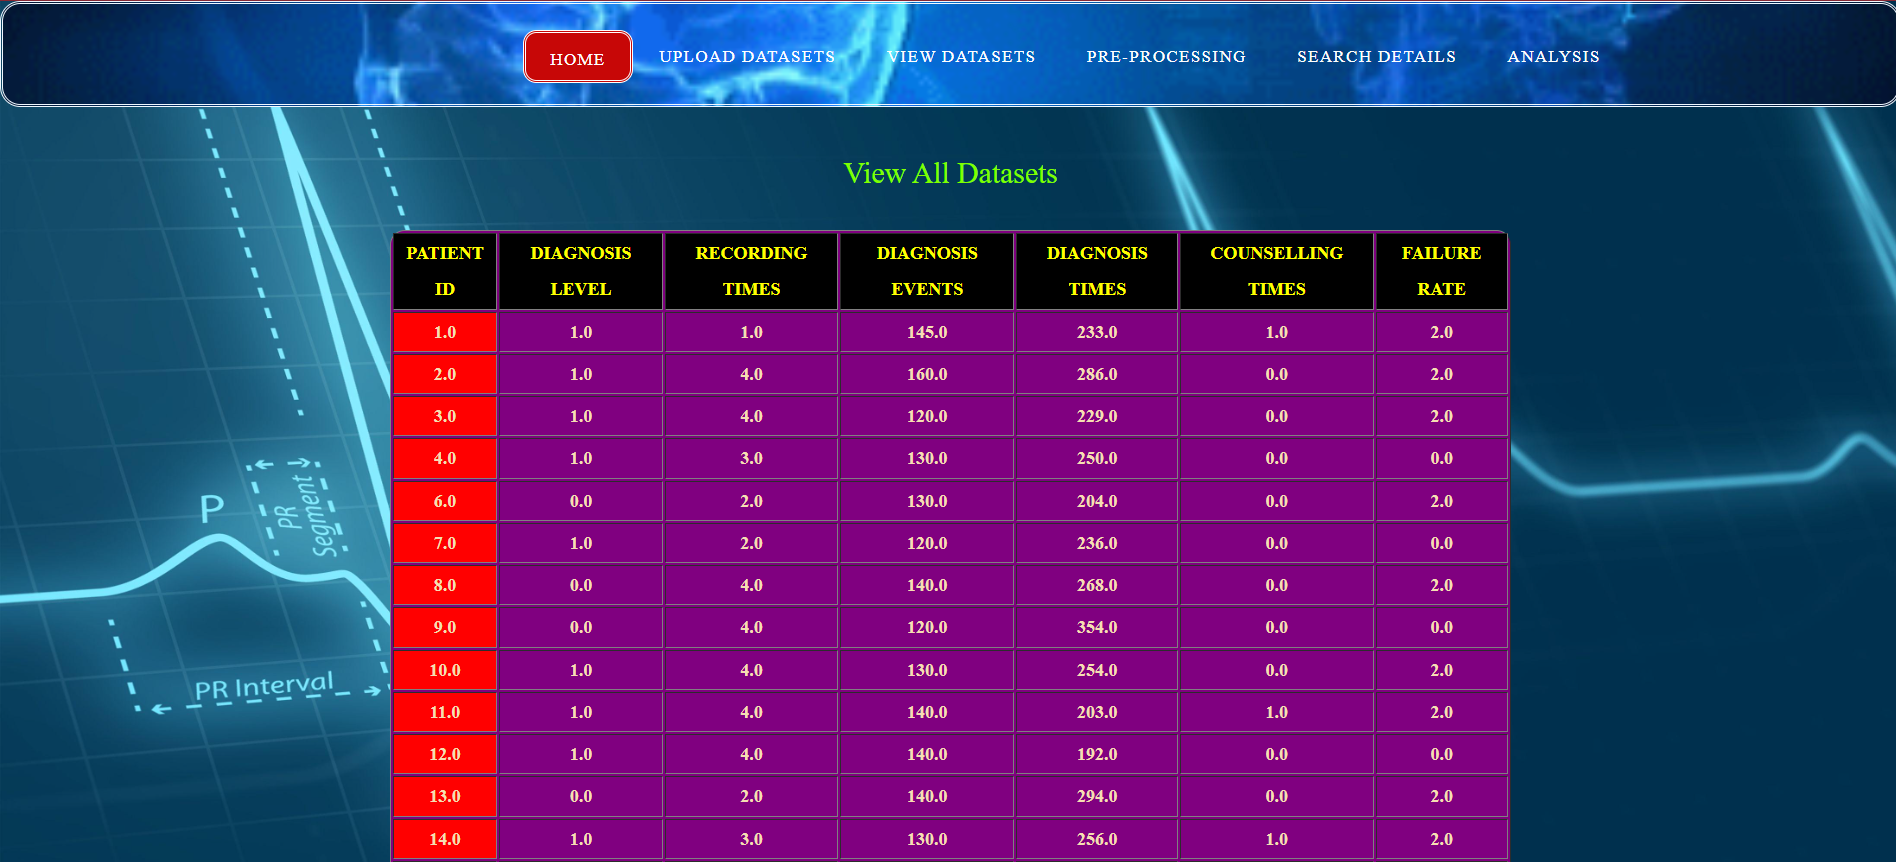 HOME UPLOAD DATASETS VIEW DATASETS PRE-PROCESSING SEARCH DETAILS ANALYSIS
View All Datasets
PATIENT ID DIAGNOSIS LEVEL RECORDING TIMES DIAGNOSIS EVENTS DIAGNOSIS TIMES COUNSELLING TIMES FAILURE RATE
1.0 1.0 1.0 145.0 233.0 1.0 2.0
2.0 1.0 4.0 160.0 286.0 0.0 2.0
3.0 1.0 4.0 120.0 229.0 0.0 2.0
4.0 1.0 3.0 130.0 250.0 0.0 0.0
6.0 0.0 2.0 130.0 204.0 0.0 2.0
7.0 1.0 2.0 120.0 236.0 0.0 0.0
8.0 0.0 4.0 140.0 268.0 0.0 2.0
9.0 0.0 4.0 120.0 354.0 0.0 0.0
10.0 1.0 4.0 130.0 254.0 0.0 2.0
11.0 1.0 4.0 140.0 203.0 1.0 2.0
12.0 1.0 4.0 140.0 192.0 0.0 0.0
13.0 0.0 2.0 140.0 294.0 0.0 2.0
14.0 1.0 3.0 130.0 256.0 1.0 2.0
P
PR
Segment
PR Interval